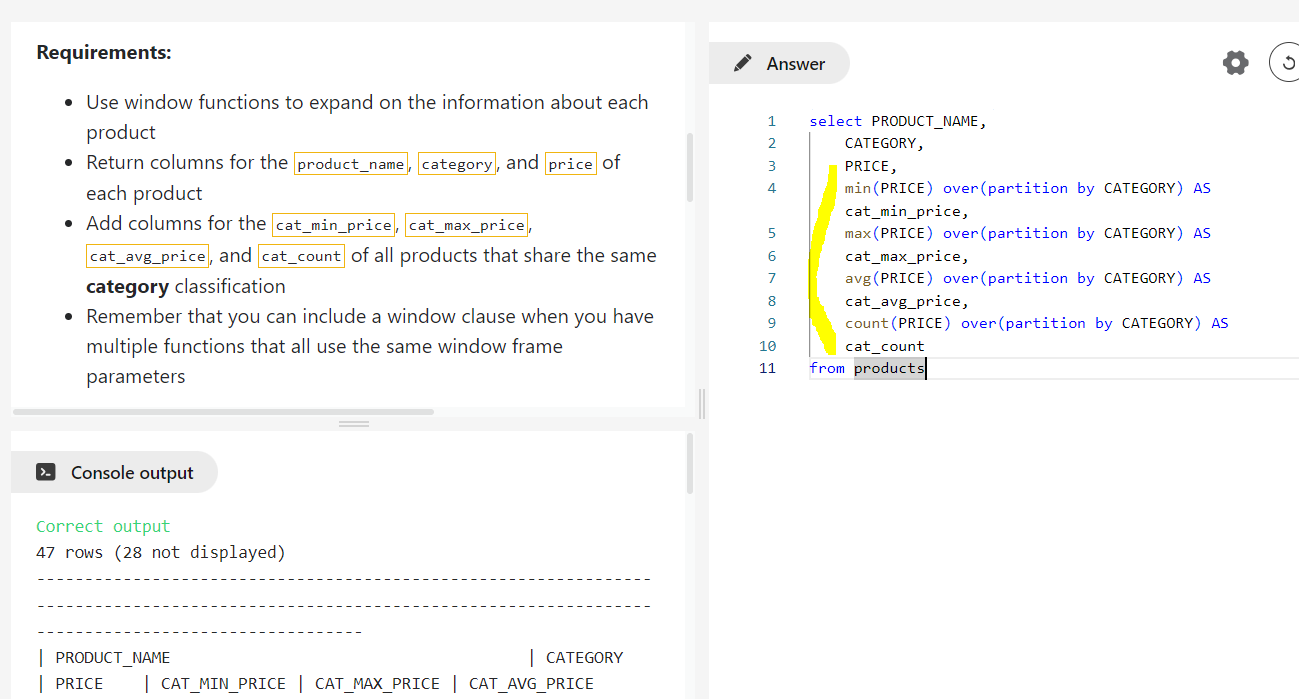 Requirements:
• Use window functions to expand on the information about each
product
• Return columns for the product_name, category, and price of
each product
• Add columns for the cat_min_price, cat_max_price,
cat_avg_price, and cat_count of all products that share the same
category classification
• Remember that you can include a window clause when you have
multiple functions that all use the same window frame
parameters
Console output
Correct output
47 rows (28 not displayed)
----------------------------------------------------------------
----------------------------------------------------------------
----------------------------------
| PRODUCT_NAME | CATEGORY
| PRICE | CAT_MIN_PRICE | CAT_MAX_PRICE | CAT_AVG_PRICE
Answer
1 select PRODUCT_NAME,
2 CATEGORY,
3 PRICE,
4 min(PRICE) over(partition by CATEGORY) AS
cat_min_price,
5 max(PRICE) over(partition by CATEGORY) AS
6 cat_max_price,
7 avg(PRICE) over(partition by CATEGORY) AS
8 cat_avg_price,
9 count(PRICE) over(partition by CATEGORY) AS
10 cat_count
11 from products